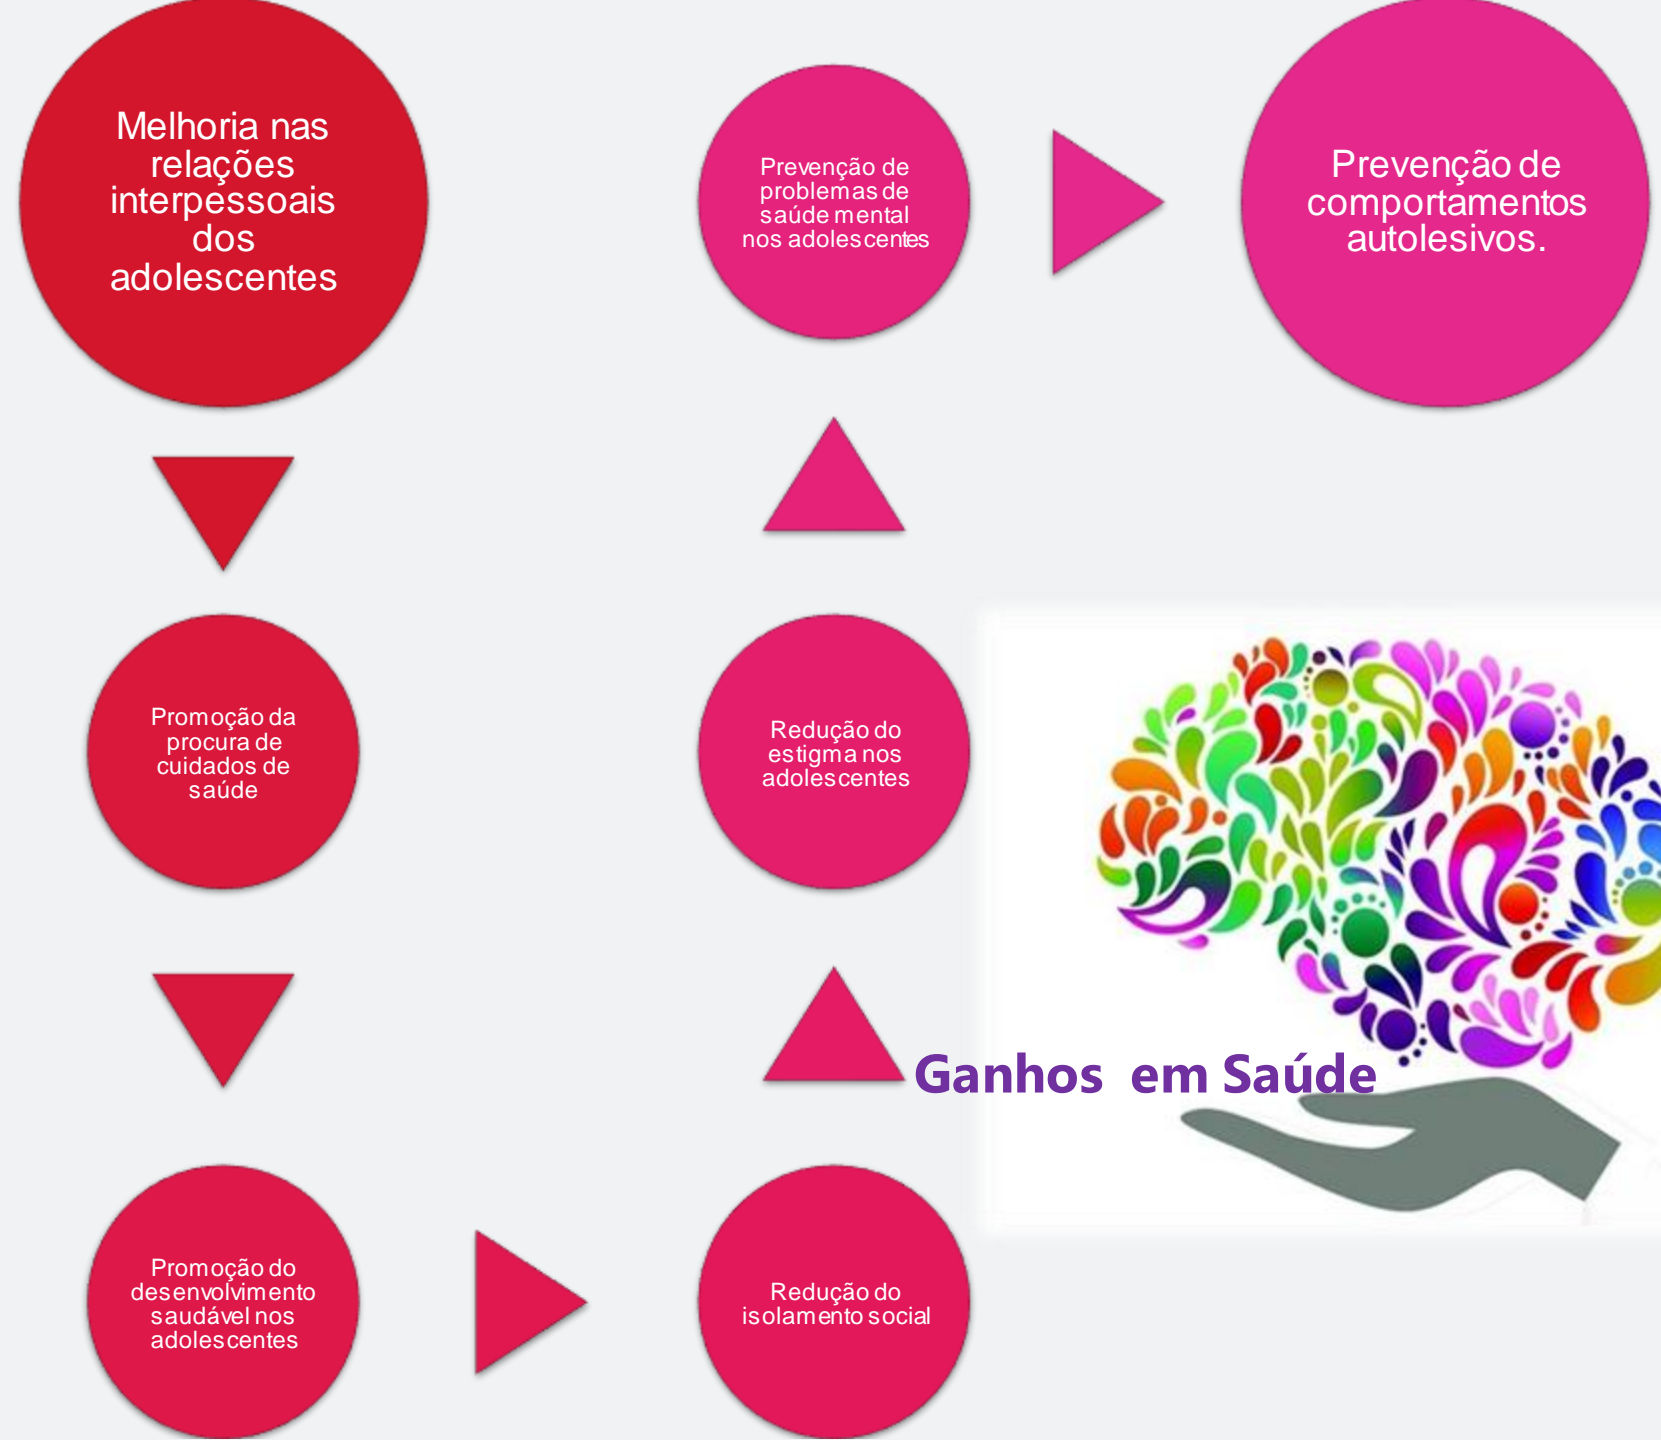 Melhoria nas
relações
interpessoais
dos
adolescentes
Promoção da
procura de
cuidados de
saúde
Promoção do
desenvolvimento
saudável nos
adolescentes
Redução do
isolamento social
Redução do
estigma nos
adolescentes
Prevenção de
problemas de
saúde mental
nos adolescentes
Prevenção de
comportamentos
autolesivos.
Ganhos em Saúde